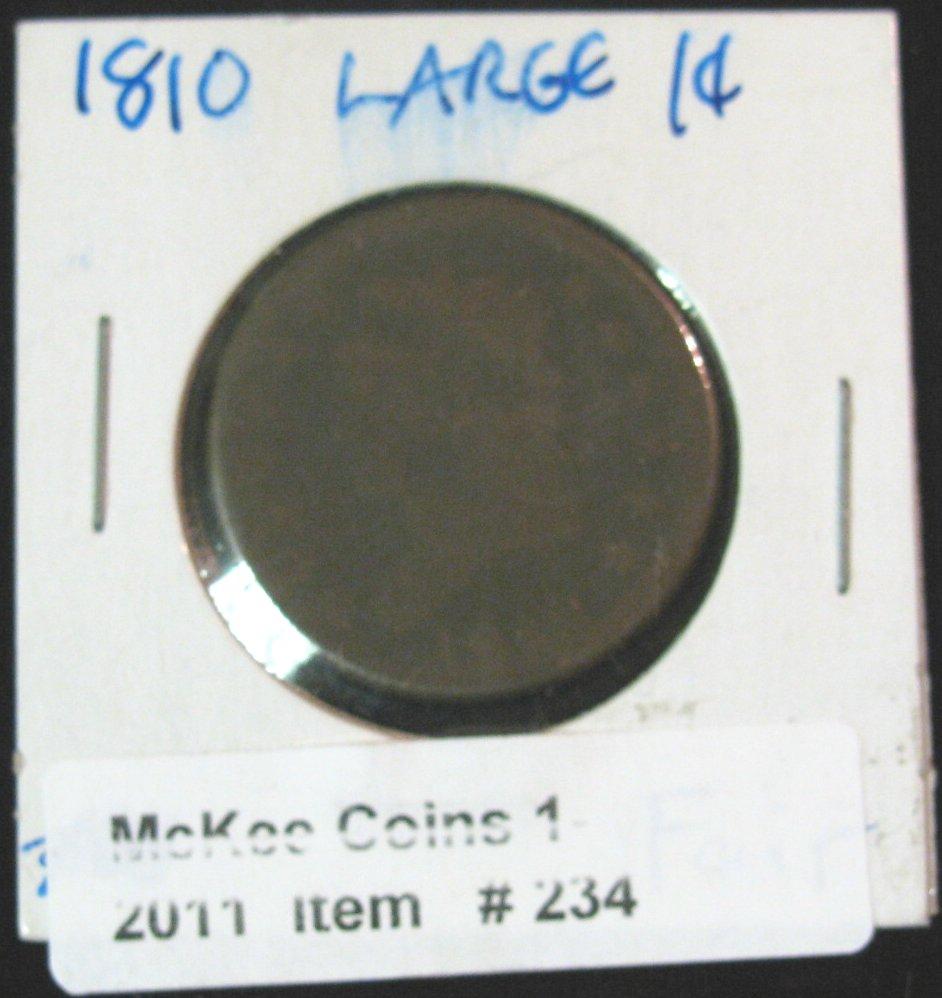 1810 LARGE 1¢
McKee Coins 1
2011 Item # 234